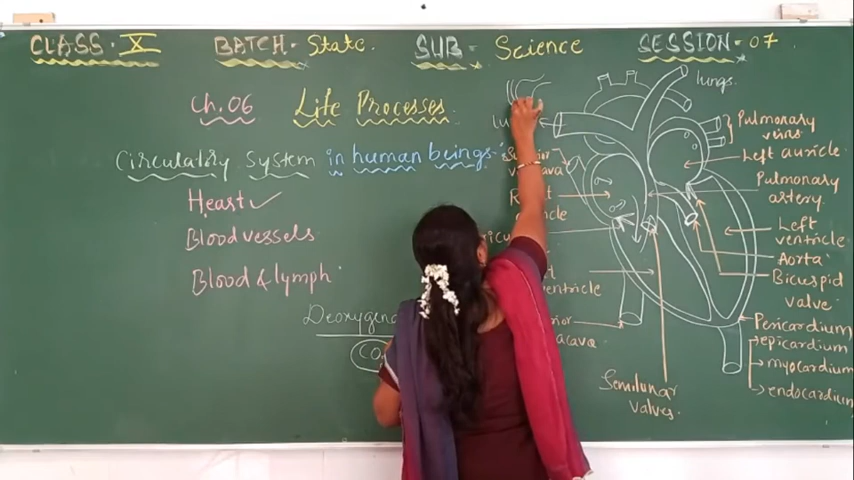 CLASS - X
BATCH - State.
SUB - Science
SESSION - 07
Ch. 06 Life Processes
Circulatory System in human beings
Heart ✓
Blood vessels
Blood & lymph
lungs.
Pulmonary
veins
Left auricle
Pulmonary
artery
Left
ventricle
Aorta
Bicuspid
valve
Pericardium
epicardium
myocardium
endocardium
ventricle
Semilunar
valves.